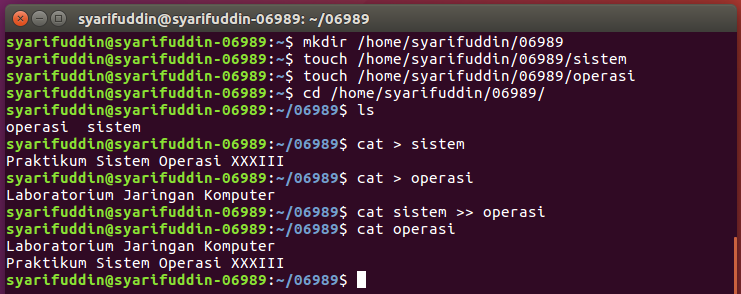 syarifuddin@syarifuddin-06989: ~/06989
syarifuddin@syarifuddin-06989:~$ mkdir /home/syarifuddin/06989
syarifuddin@syarifuddin-06989:~$ touch /home/syarifuddin/06989/sistem
syarifuddin@syarifuddin-06989:~$ touch /home/syarifuddin/06989/operasi
syarifuddin@syarifuddin-06989:~$ cd /home/syarifuddin/06989/
syarifuddin@syarifuddin-06989:~/06989$ ls
operasi  sistem
syarifuddin@syarifuddin-06989:~/06989$ cat > sistem
Praktikum Sistem Operasi XXXIII
syarifuddin@syarifuddin-06989:~/06989$ cat > operasi
Laboratorium Jaringan Komputer
syarifuddin@syarifuddin-06989:~/06989$ cat sistem >> operasi
syarifuddin@syarifuddin-06989:~/06989$ cat operasi
Laboratorium Jaringan Komputer
Praktikum Sistem Operasi XXXIII
syarifuddin@syarifuddin-06989:~/06989$